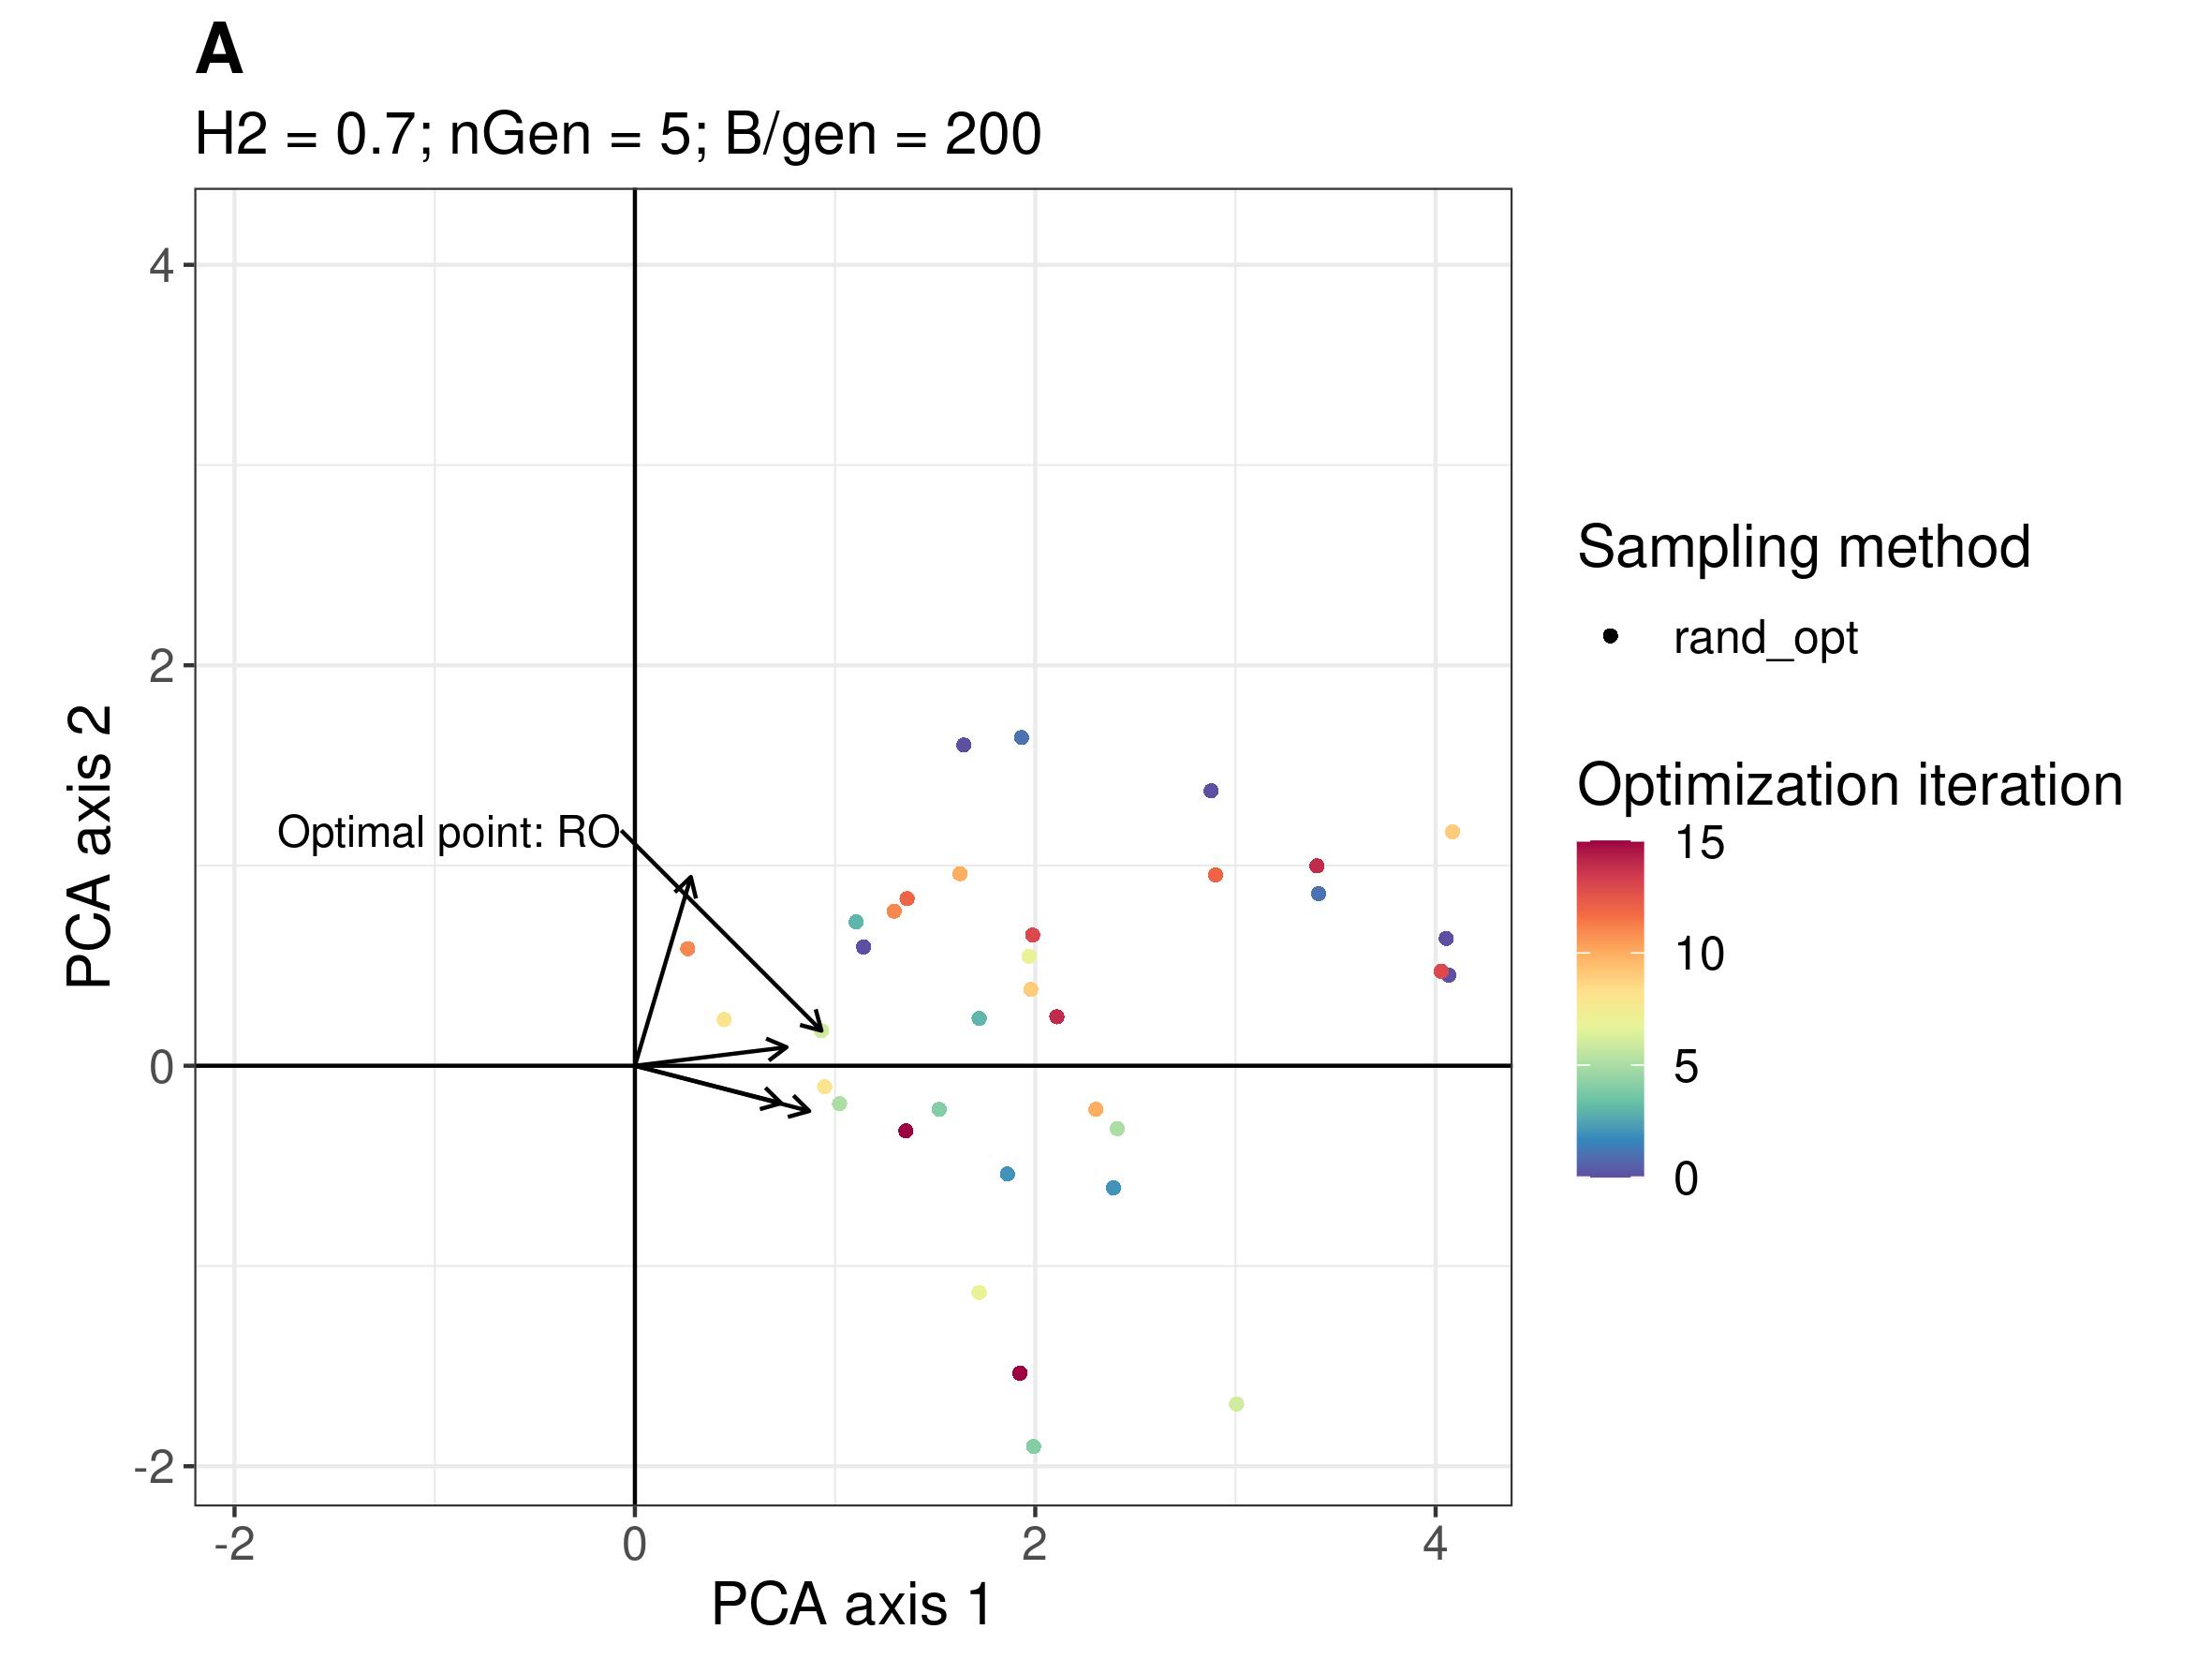 A
H2 = 0.7; nGen = 5; B/gen = 200
4
2
0
-2
-2
0
2
4
PCA axis 2
PCA axis 1
Optimal point: RO
Sampling method
rand_opt
Optimization iteration
15
10
5
0